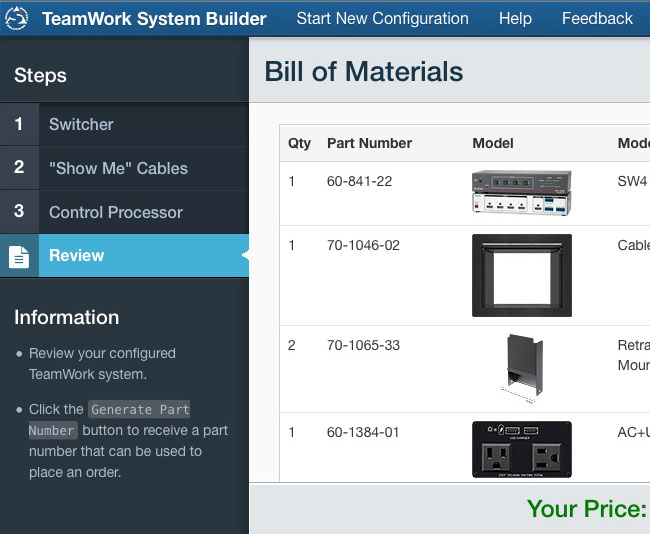 TeamWork System Builder Start New Configuration Help Feedback
Steps
1 Switcher
2 "Show Me" Cables
3 Control Processor
Review
Information
• Review your configured
TeamWork system.
• Click the Generate Part
Number button to receive a part
number that can be used to
place an order.
Bill of Materials
Qty Part Number Model Mode
1 60-841-22 SW4
1 70-1046-02 Cable
2 70-1065-33 Retra
Moun
1 60-1384-01 AC+U
USB CHARGER
Your Price: